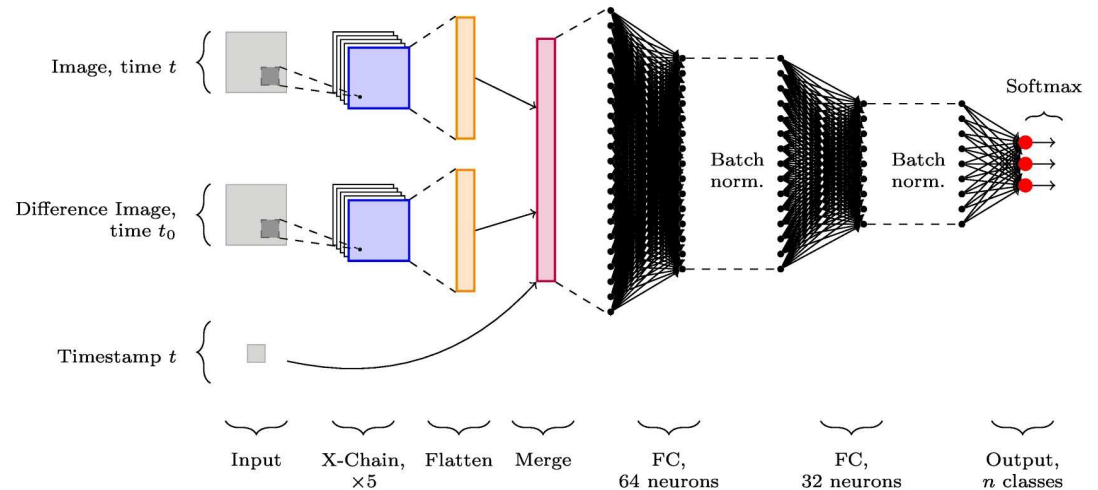 Image, time t
Difference Image,
time t₀
Timestamp t
Batch
norm.
Batch
norm.
Softmax
Input
X-Chain,
×5
Flatten
Merge
FC,
64 neurons
FC,
32 neurons
Output,
n classes